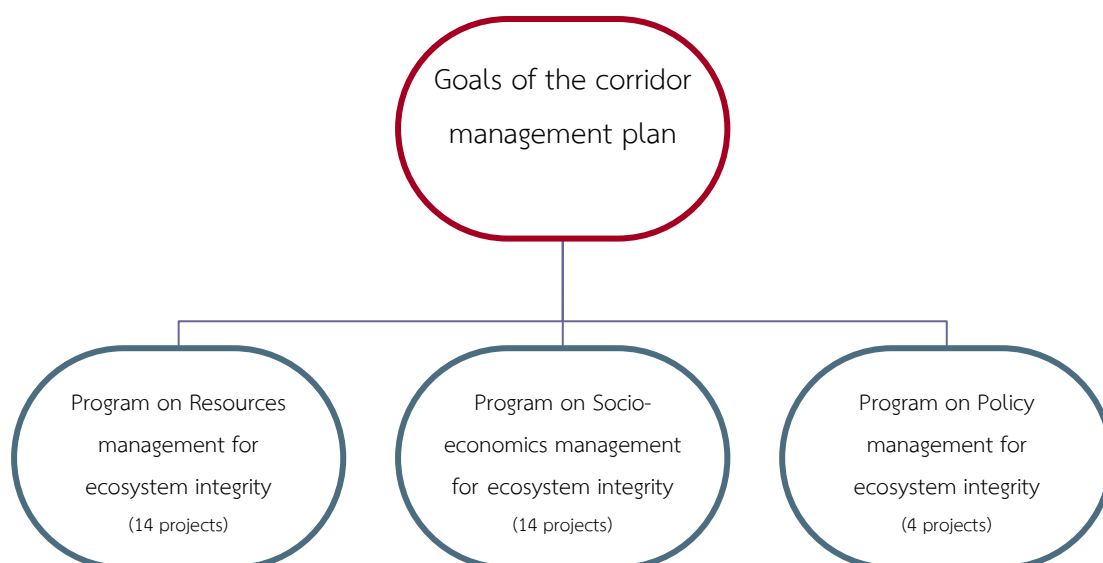 Goals of the corridor
management plan
Program on Resources
management for
ecosystem integrity
(14 projects)
Program on Socio-
economics management
for ecosystem integrity
(14 projects)
Program on Policy
management for
ecosystem integrity
(4 projects)